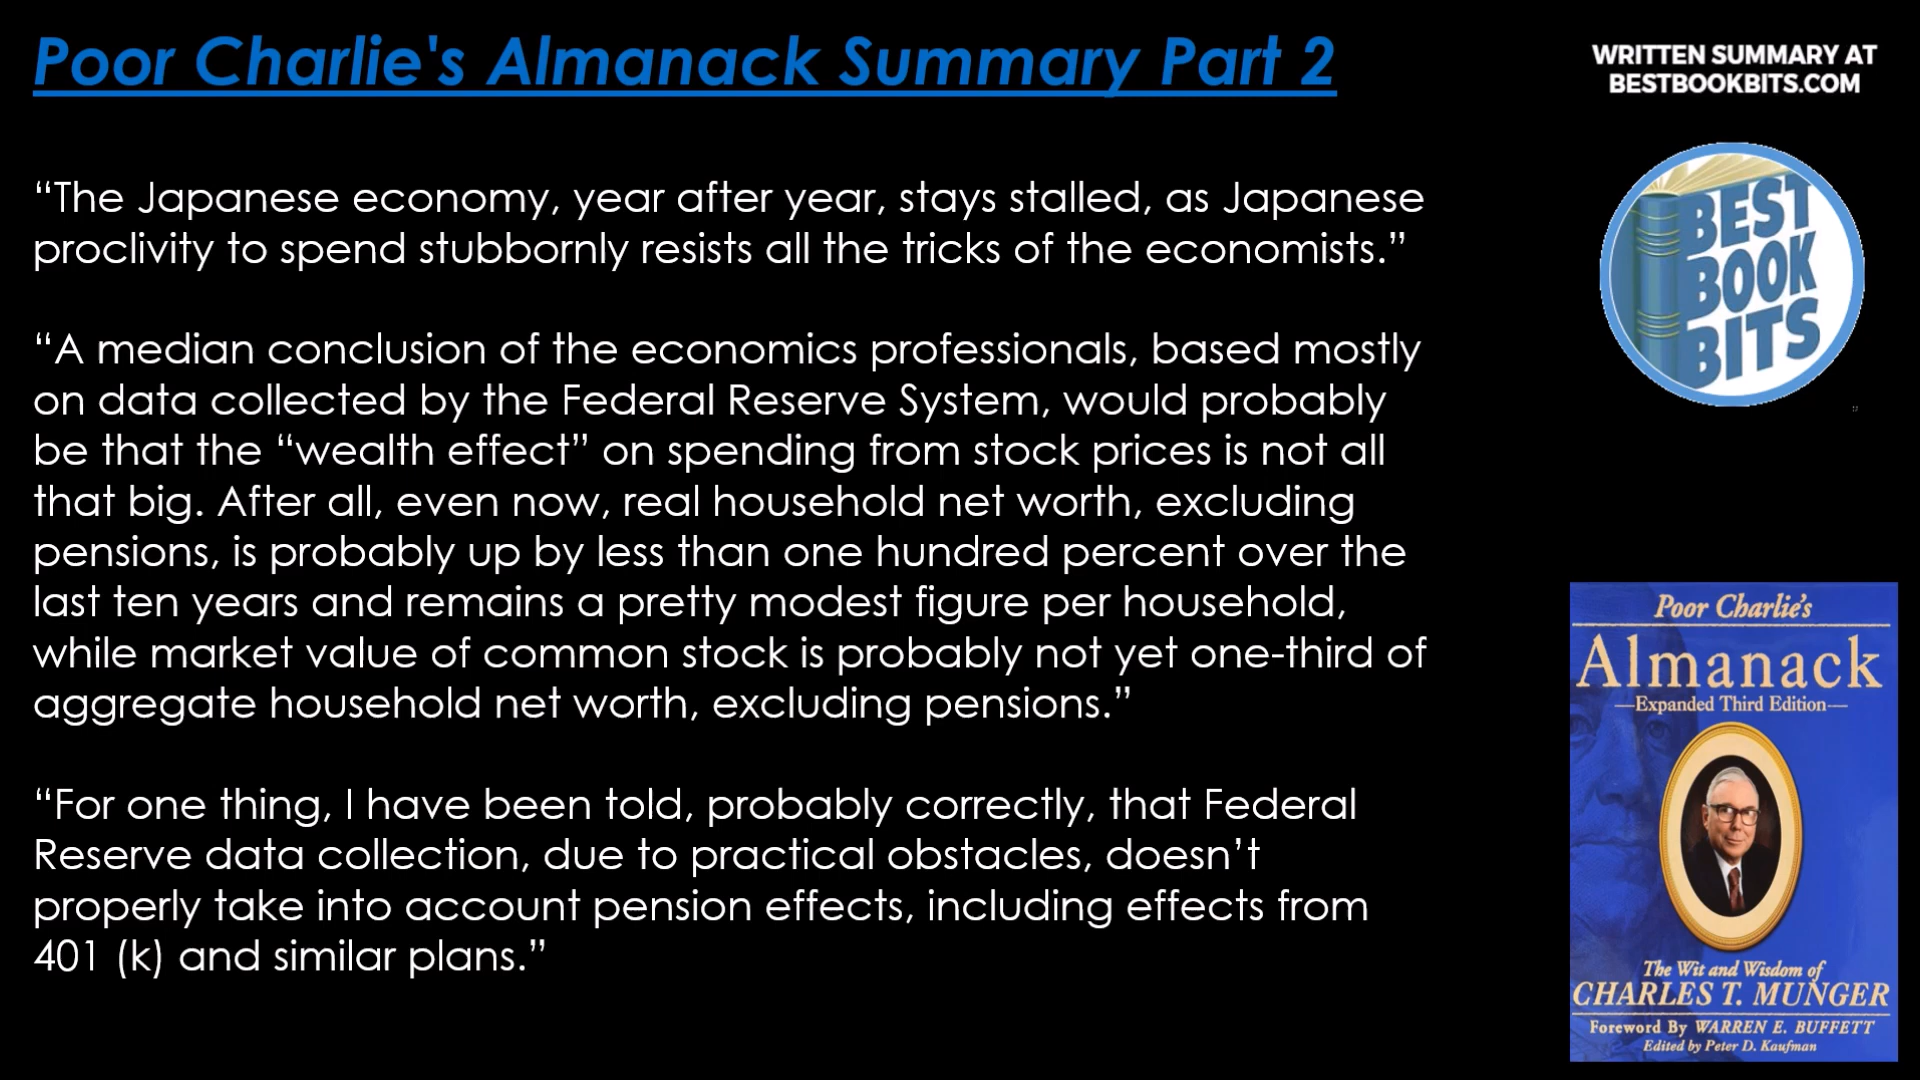 Poor Charlie's Almanack Summary Part 2
WRITTEN SUMMARY AT
BESTBOOKBITS.COM
“The Japanese economy, year after year, stays stalled, as Japanese
proclivity to spend stubbornly resists all the tricks of the economists.”
“A median conclusion of the economics professionals, based mostly
on data collected by the Federal Reserve System, would probably
be that the “wealth effect” on spending from stock prices is not all
that big. After all, even now, real household net worth, excluding
pensions, is probably up by less than one hundred percent over the
last ten years and remains a pretty modest figure per household,
while market value of common stock is probably not yet one-third of
aggregate household net worth, excluding pensions.”
“For one thing, I have been told, probably correctly, that Federal
Reserve data collection, due to practical obstacles, doesn’t
properly take into account pension effects, including effects from
401 (k) and similar plans.”
BEST
BOOK
BITS
Poor Charlie's
Almanack
—Expanded Third Edition—
The Wit and Wisdom of
CHARLES T. MUNGER
Foreword By WARREN E. BUFFETT
Edited by Peter D. Kaufman